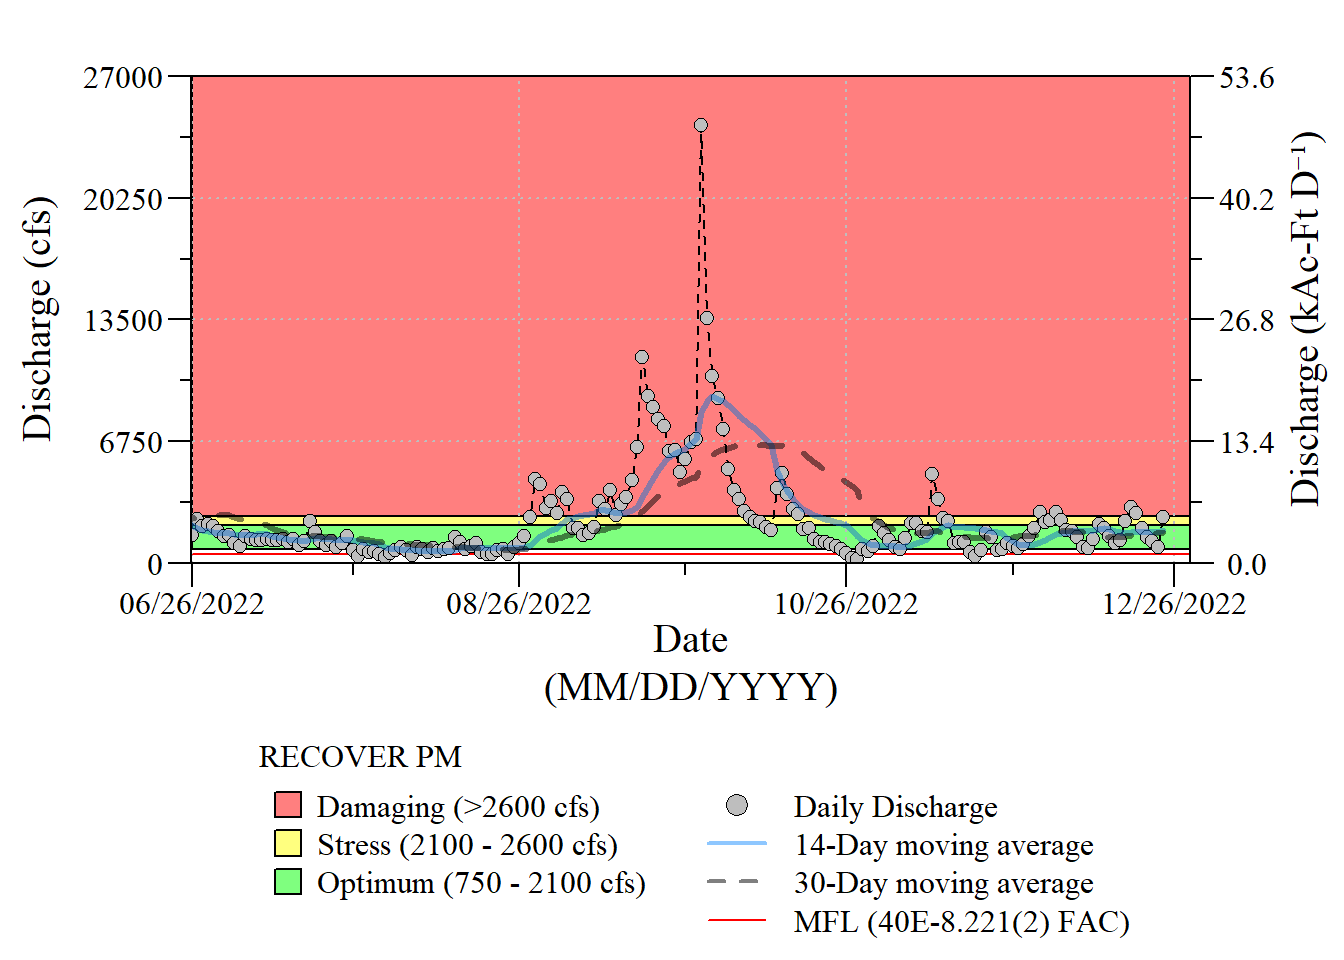 27000
20250
13500
6750
0
Discharge (cfs)
53.6
40.2
26.8
13.4
0.0
Discharge (kAc-Ft D⁻¹)
06/26/2022
08/26/2022
10/26/2022
12/26/2022
Date
(MM/DD/YYYY)
RECOVER PM
Damaging (>2600 cfs)
Stress (2100 - 2600 cfs)
Optimum (750 - 2100 cfs)
Daily Discharge
14-Day moving average
30-Day moving average
MFL (40E-8.221(2) FAC)